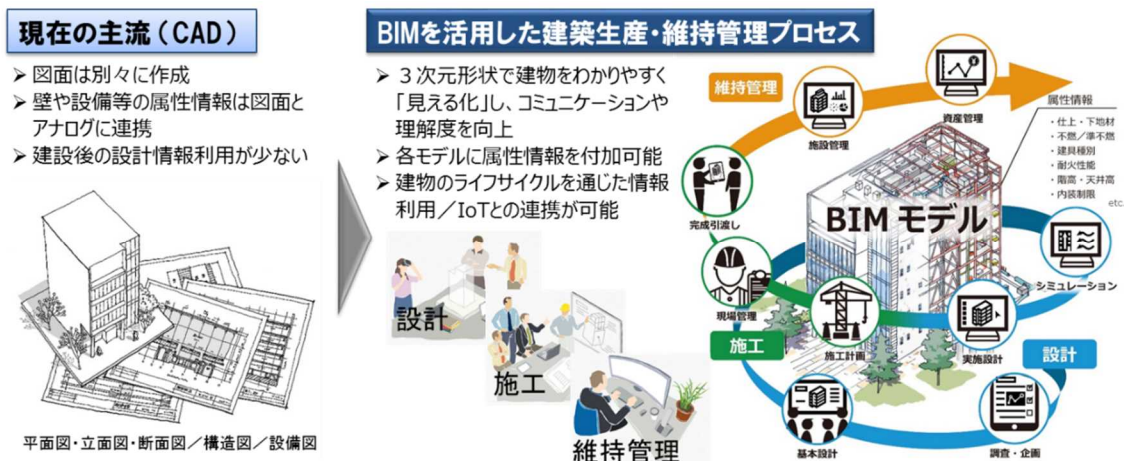 現在の主流（CAD）
➢ 図面は別々に作成
➢ 壁や設備等の属性情報は図面と
アナログに連携
➢ 建設後の設計情報利用が少ない
平面図・立面図・断面図／構造図／設備図
BIMを活用した建築生産・維持管理プロセス
➢ ３次元形状で建物をわかりやすく
「見える化」し、コミュニケーションや
理解度を向上
➢ 各モデルに属性情報を付加可能
➢ 建物のライフサイクルを通じた情報
利用／IoTとの連携が可能
設計
施工
維持管理
維持管理
資産管理
施設管理
完成引渡し
現場管理
施工
施工計画
BIM モデル
属性情報
・仕上・下地材
・不燃／準不燃
・建具種別
・耐火性能
・階高・天井高
・内装制限
etc.
シミュレーション
実施設計
設計
基本設計
調査・企画